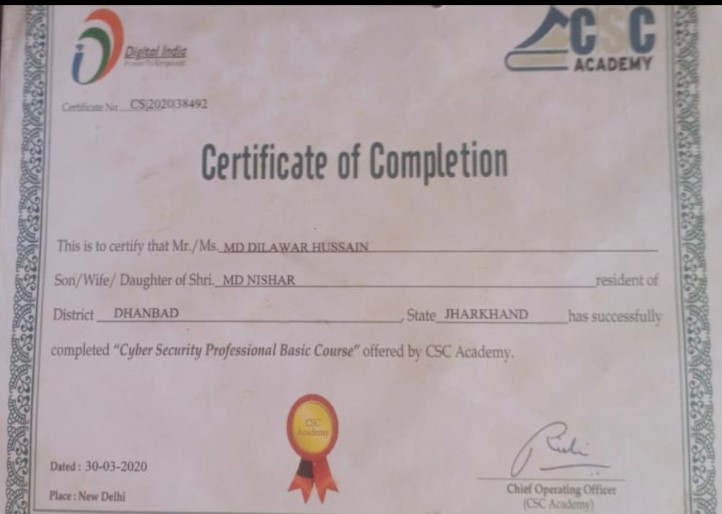 Digital India
Power To Empower
CSC
ACADEMY
Certificate No CS|2020|38492
Certificate of Completion
This is to certify that Mr./Ms. MD DILAWAR HUSSAIN
Son/Wife/ Daughter of Shri. MD NISHAR resident of
District DHANBAD , State JHARKHAND has successfully
completed "Cyber Security Professional Basic Course" offered by CSC Academy.
CSC
Academy
Dated : 30-03-2020
Place : New Delhi
Chief Operating Officer
(CSC Academy)